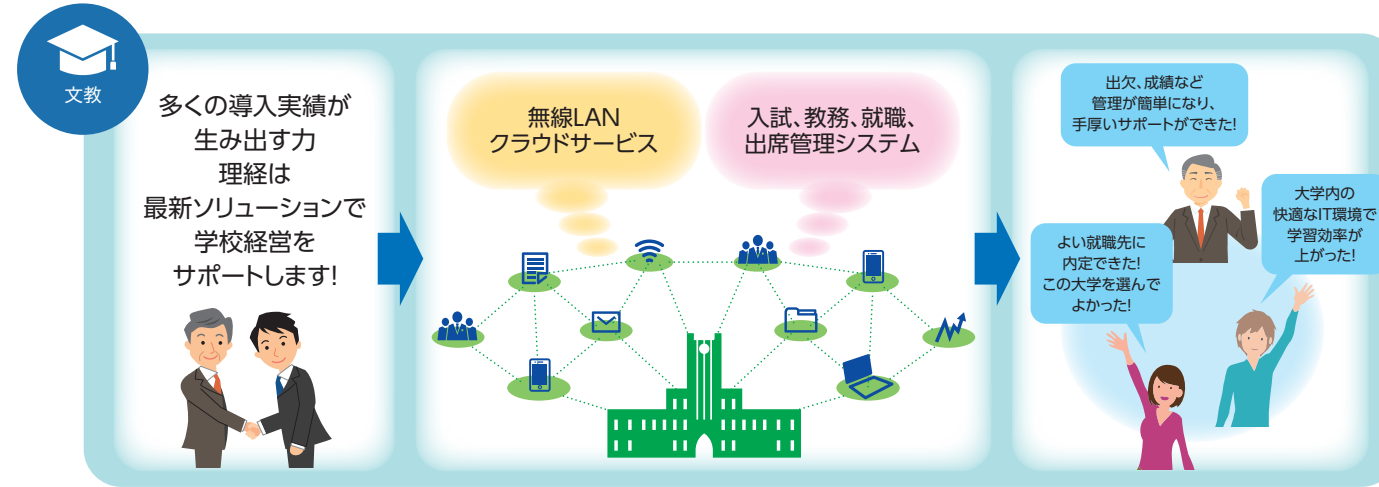 文教
多くの導入実績が
生み出す力
理経は
最新ソリューションで
学校経営を
サポートします!
無線LAN
クラウドサービス
入試、教務、就職、
出席管理システム
出欠、成績など
管理が簡単になり、
手厚いサポートができた!
大学内の
快適なIT環境で
学習効率が
上がった!
よい就職先に
内定できた!
この大学を選んで
よかった!